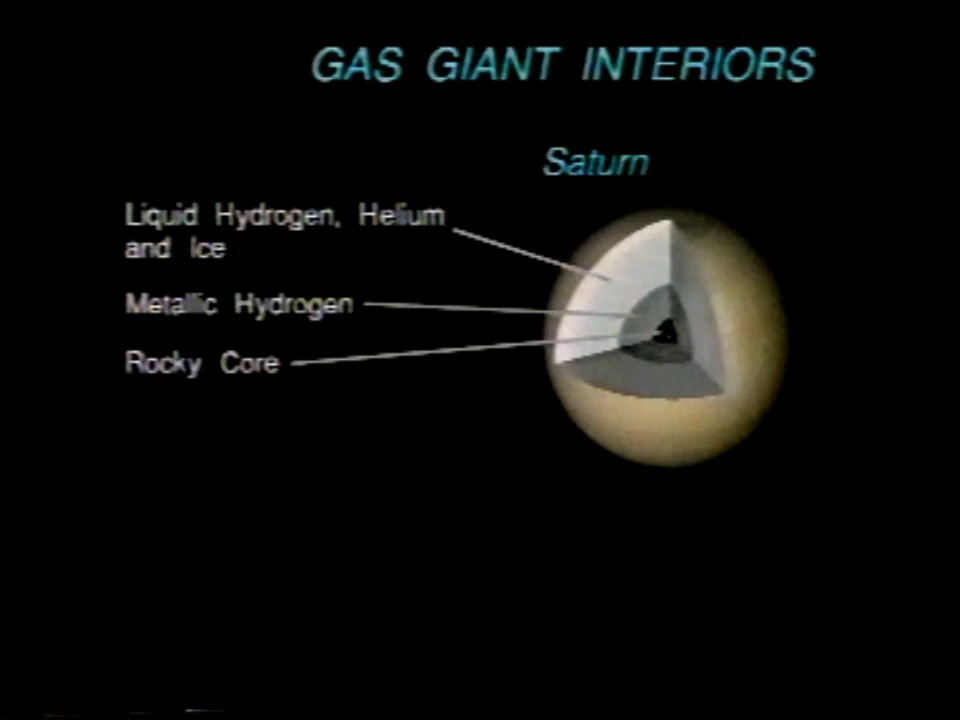 GAS GIANT INTERIORS
Saturn
Liquid Hydrogen, Helium
and Ice
Metallic Hydrogen
Rocky Core